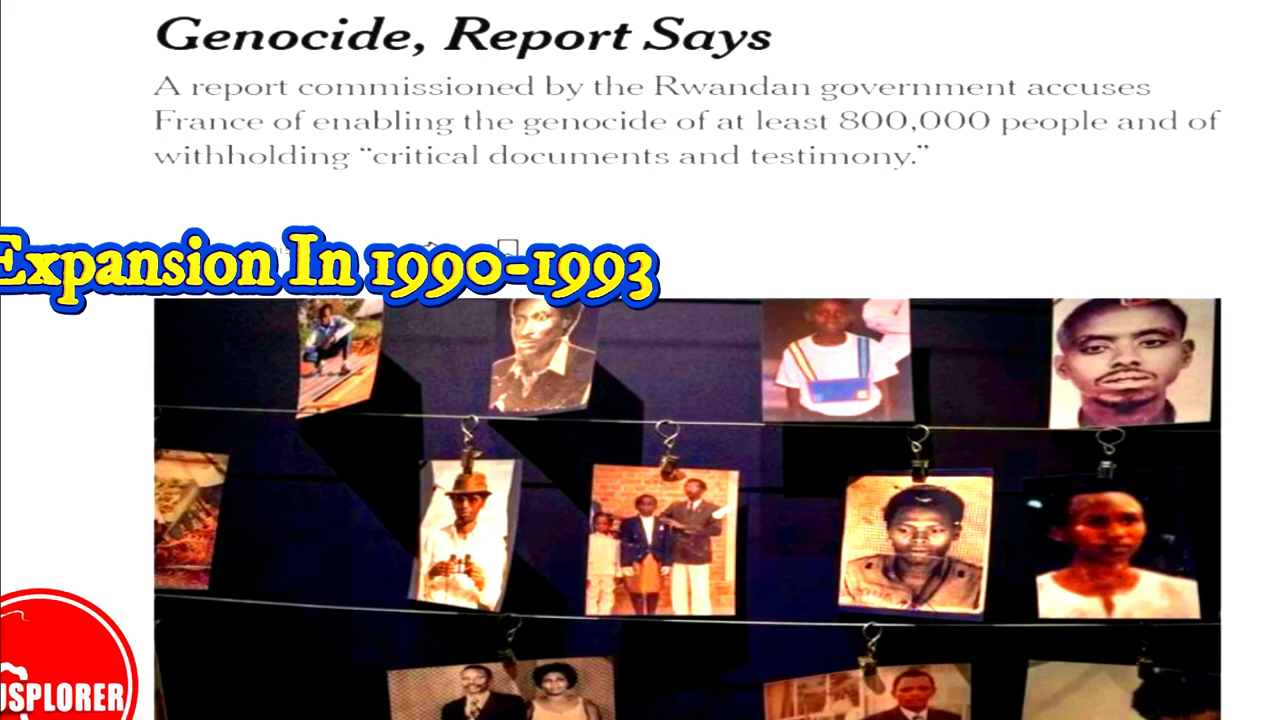 Genocide, Report Says
A report commissioned by the Rwandan government accuses
France of enabling the genocide of at least 800,000 people and of
withholding “critical documents and testimony.”
Expansion In 1990-1993
USPLORER